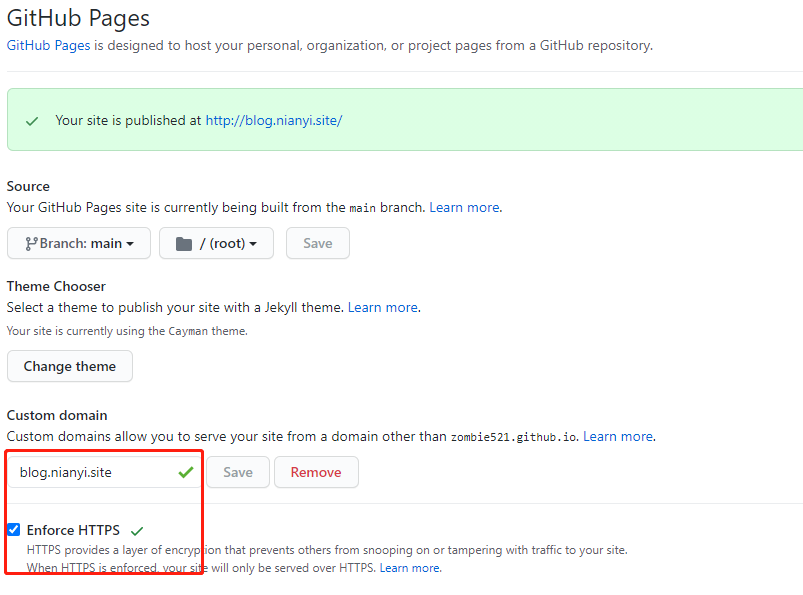 GitHub Pages
GitHub Pages is designed to host your personal, organization, or project pages from a GitHub repository.
Your site is published at http://blog.nianyi.site/
Source
Your GitHub Pages site is currently being built from the main branch. Learn more.
Branch: main
/ (root)
Save
Theme Chooser
Select a theme to publish your site with a Jekyll theme. Learn more.
Your site is currently using the Cayman theme.
Change theme
Custom domain
Custom domains allow you to serve your site from a domain other than zombie521.github.io. Learn more.
blog.nianyi.site
Save
Remove
Enforce HTTPS
HTTPS provides a layer of encryption that prevents others from snooping on or tampering with traffic to your site.
When HTTPS is enforced, your site will only be served over HTTPS. Learn more.